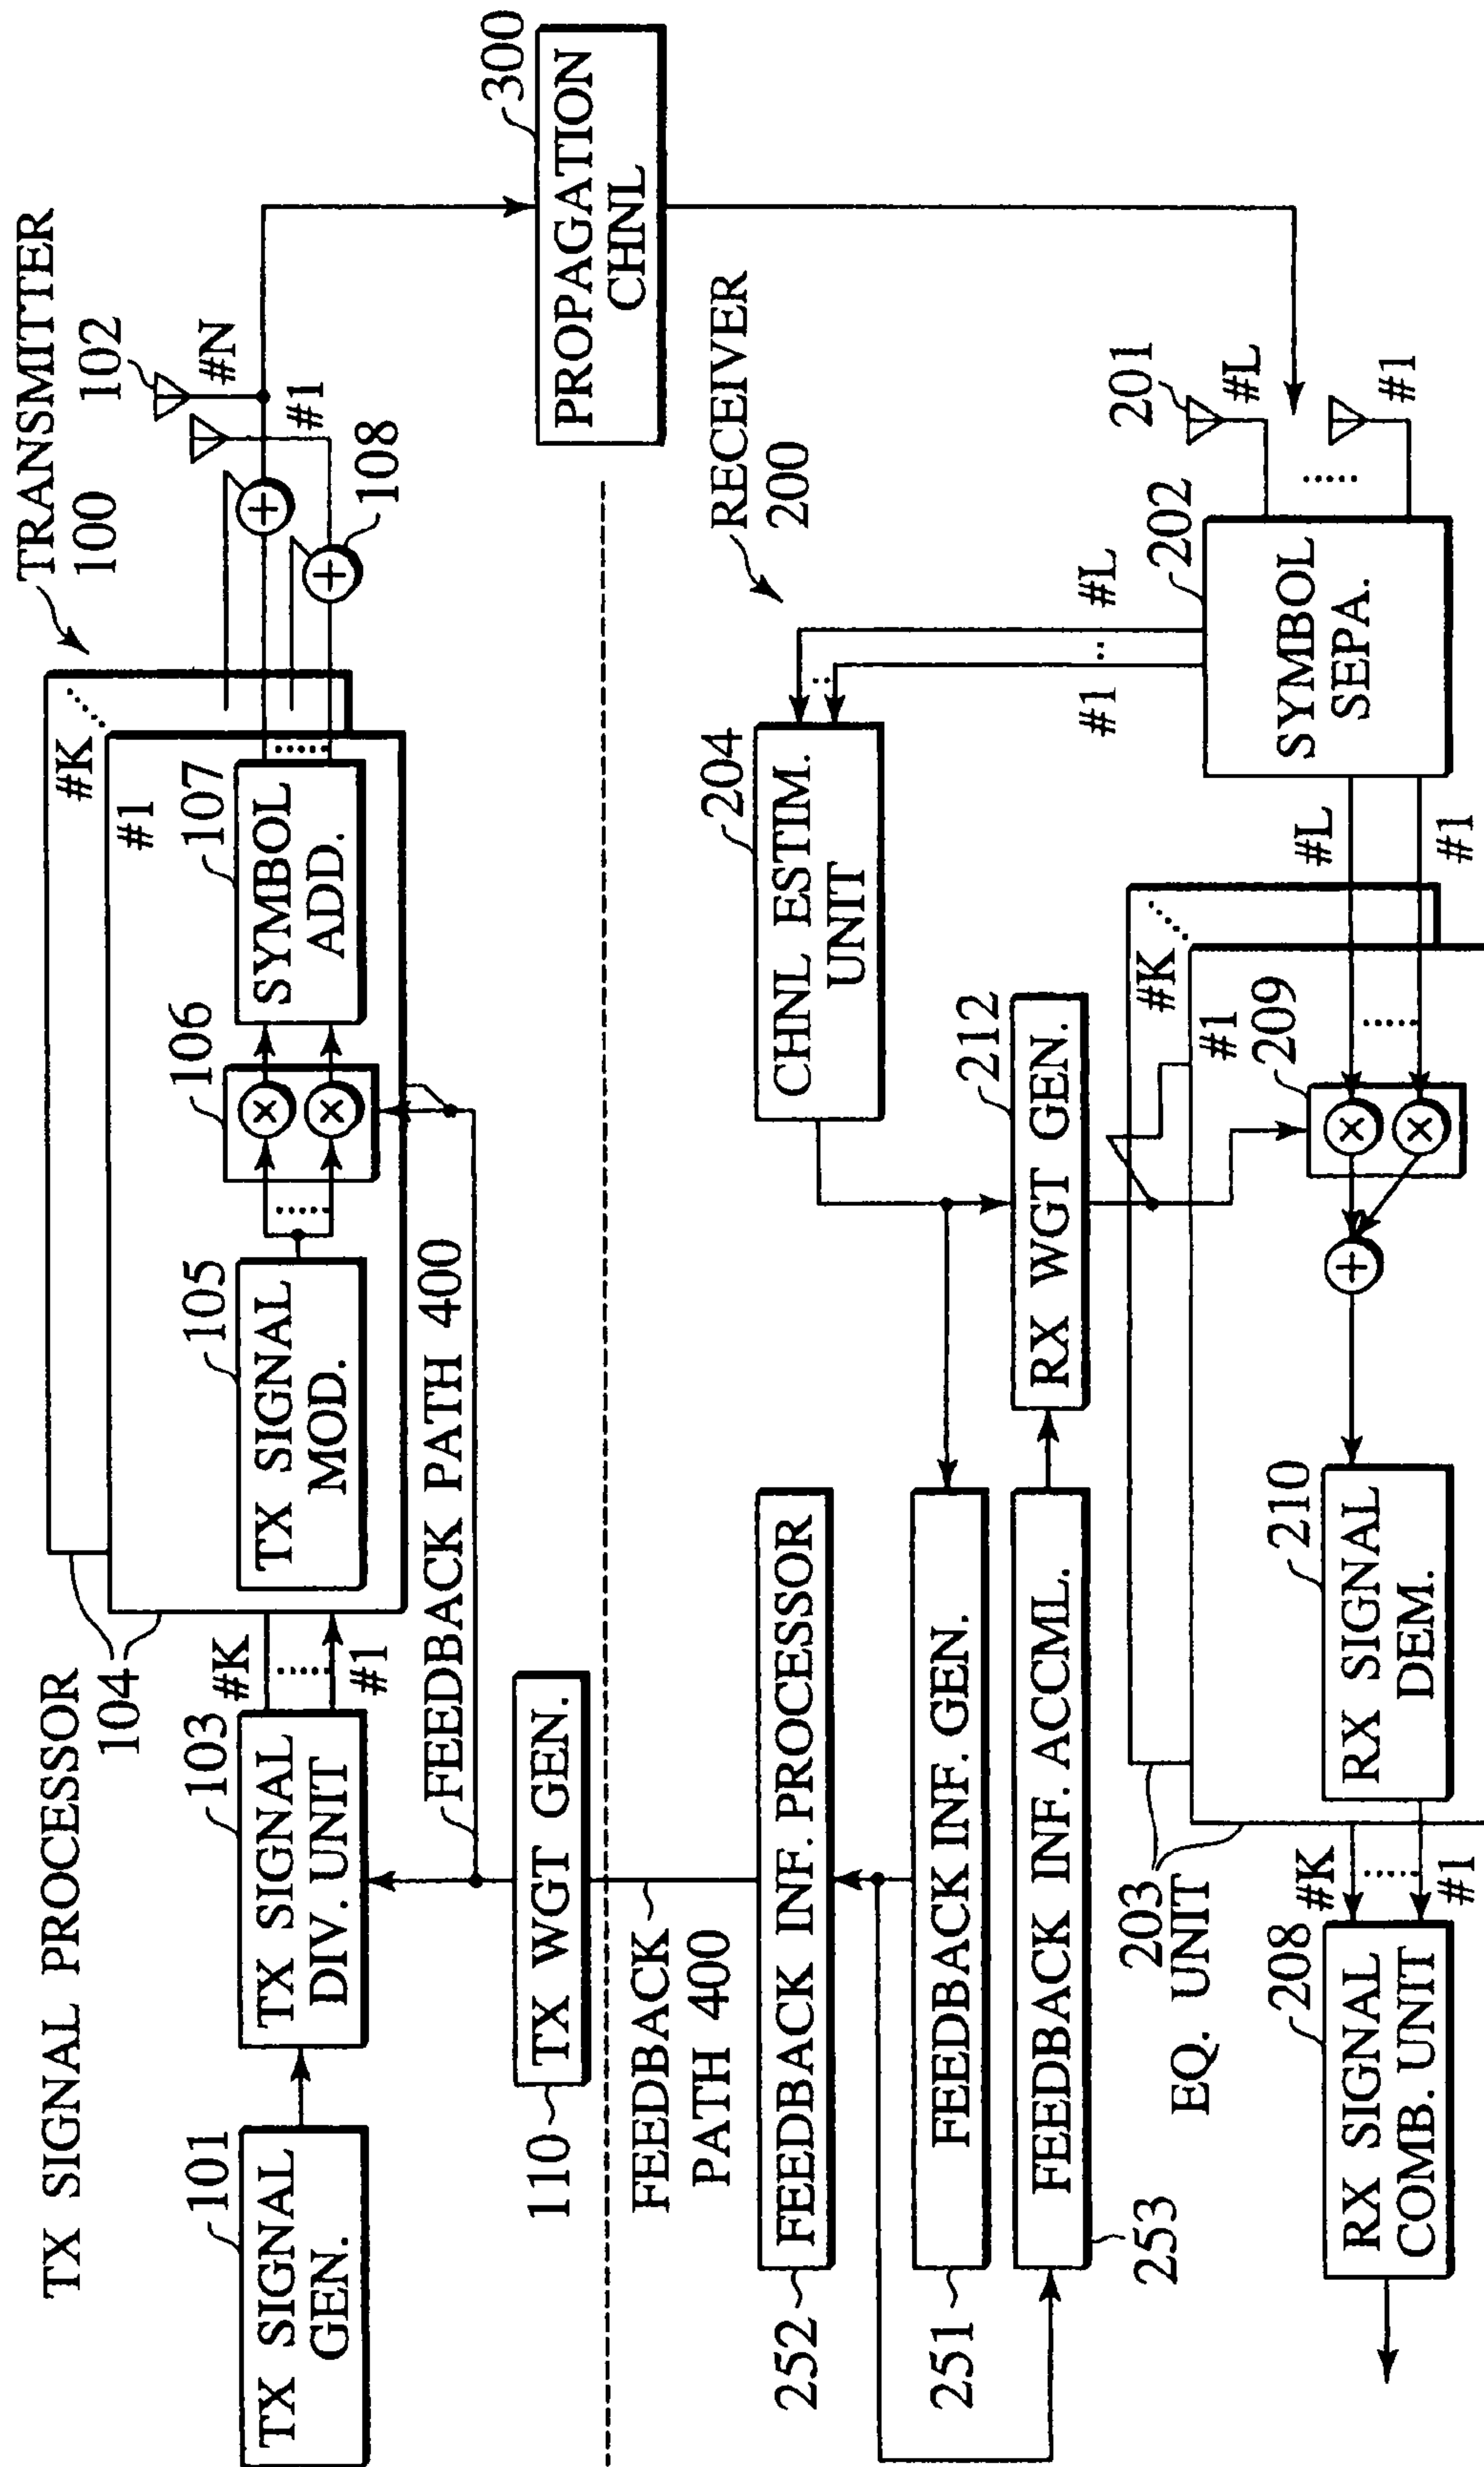 TX SIGNAL PROCESSOR
TRANSMITTER
100
101
TX SIGNAL
GEN.
103
TX SIGNAL
DIV. UNIT
#K
#1
104
#K
#1
105
TX SIGNAL
MOD.
106
107
SYMBOL
ADD.
108
102
#N
#1
FEEDBACK PATH 400
110
TX WGT GEN.
300
PROPAGATION
CHNL
FEEDBACK
PATH 400
RECEIVER
200
252
FEEDBACK INF. PROCESSOR
251
FEEDBACK INF. GEN.
253
FEEDBACK INF. ACCML.
204
CHNL ESTIM.
UNIT
#1
#L
212
RX WGT GEN.
201
#L
#1
202
SYMBOL
SEPA.
#L
#1
203
EQ. UNIT
#K
#1
209
210
RX SIGNAL
DEM.
#K
#1
208
RX SIGNAL
COMB. UNIT